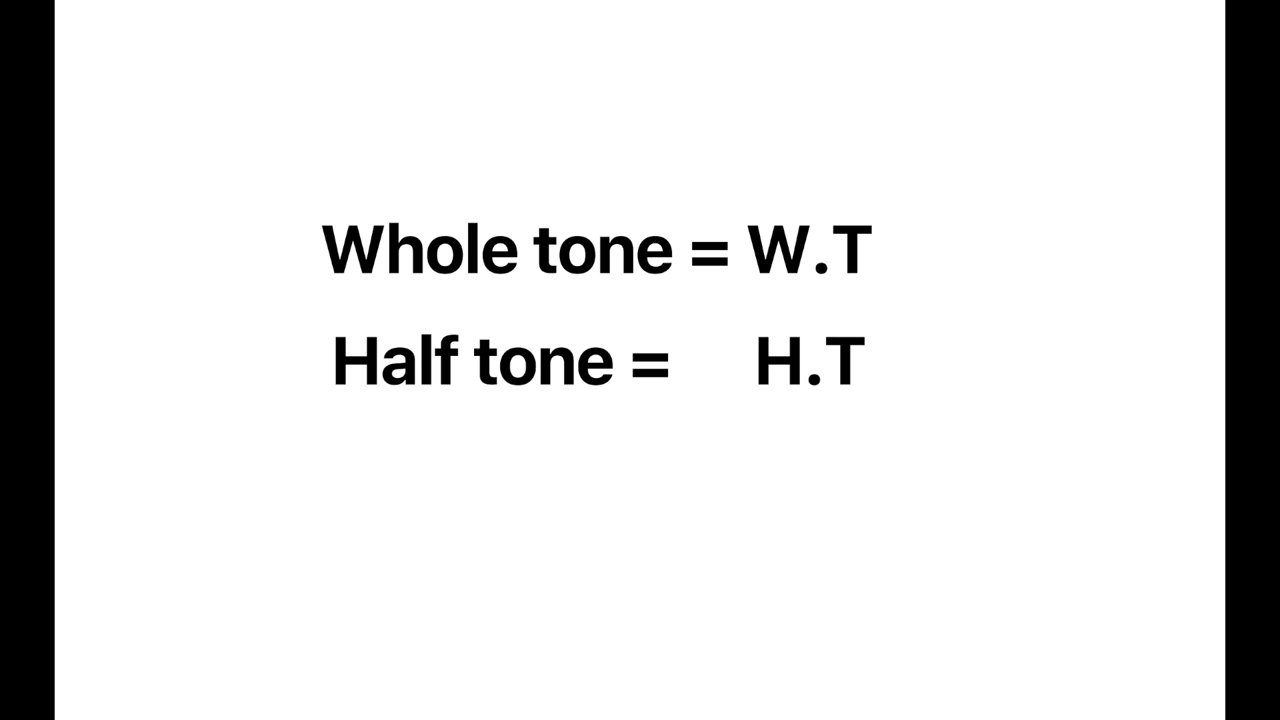 Whole tone = W.T
Half tone = H.T